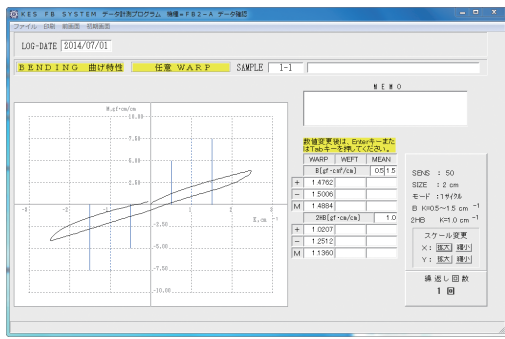 KES FB SYSTEM データ計測プログラム 機種=FB2-A データ確認
ファイル 印刷 前画面 初期画面
LOG-DATE 2014/07/01
BENDING 曲げ特性 任意 WARP SAMPLE 1-1
MEMO
M,gf・cm/cm
10.00
7.50
5.00
2.50
-3 -2 -1 1 2 3
K,cm -1
-2.50
-5.00
-7.50
-10.00
数値変更後は、Enterキーまた
はTabキーを押してください。
WARP WEFT MEAN
B[gf・cm²/cm] 0.5 1.5
+ 1.4762
- 1.5006
M 1.4884
2HB[gf・cm/cm] 1.0
+ 1.0207
- 1.2512
M 1.1360
SENS : 50
SIZE : 2 cm
モード :1サイクル
B K=0.5~1.5 cm -1
2HB K=1.0 cm -1
スケール変更
X: 拡大 縮小
Y: 拡大 縮小
繰返し回数
1 回